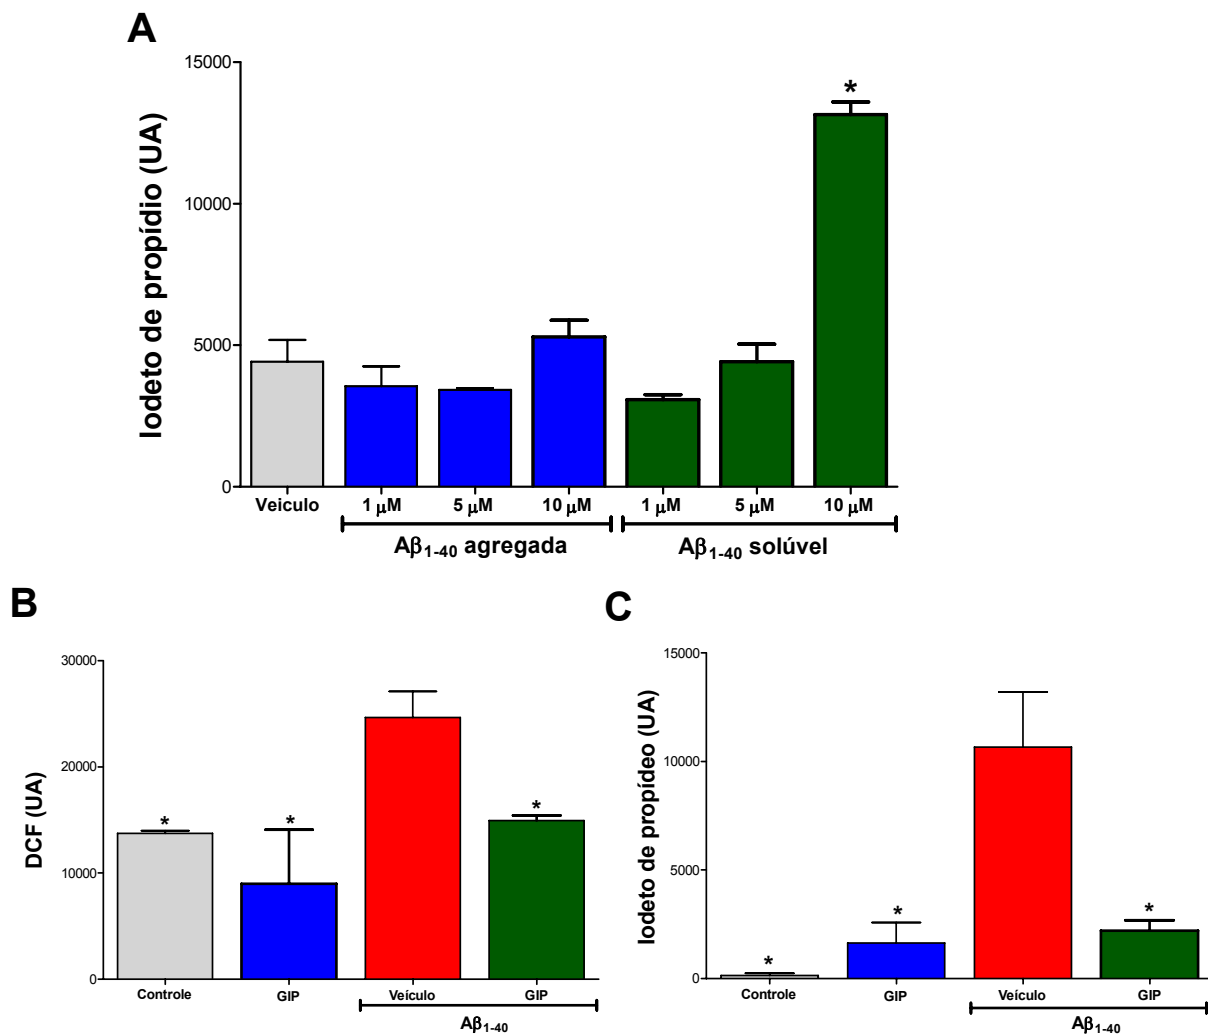 A
Iodeto de propídio (UA)
15000
10000
5000
0
*
Veiculo 1 μM 5 μM 10 μM 1 μM 5 μM 10 μM
Aβ1-40 agregada Aβ1-40 solúvel
B
DCF (UA)
30000
20000
10000
0
* * *
Controle GIP Veículo GIP
Aβ1-40
C
Iodeto de propídeo (UA)
15000
10000
5000
0
* * *
Controle GIP Veículo GIP
Aβ1-40